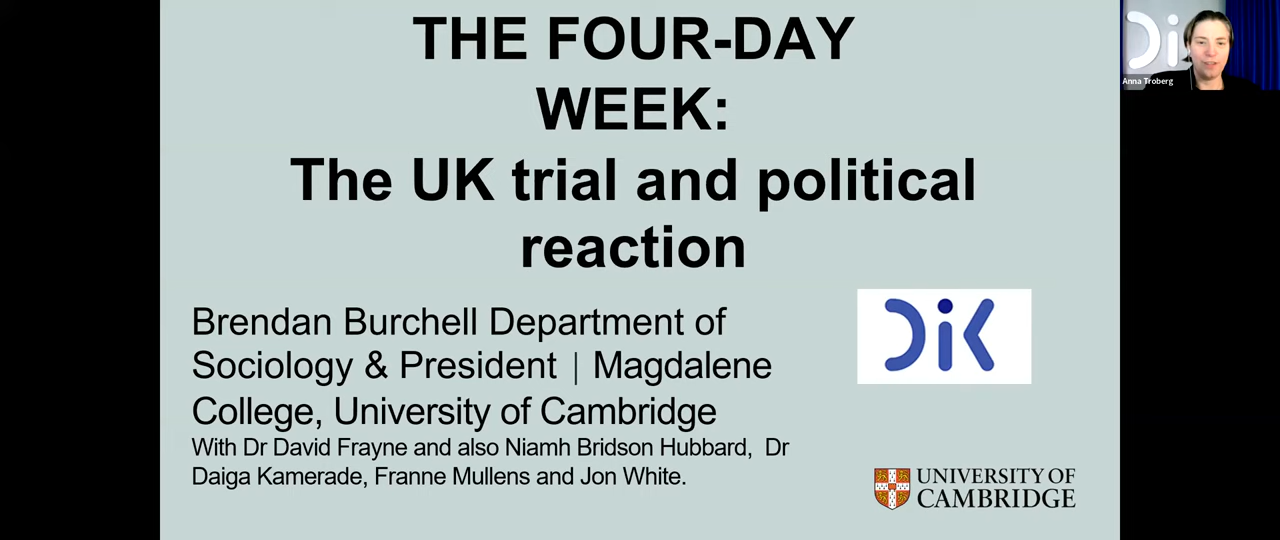 THE FOUR-DAY
WEEK:
The UK trial and political
reaction
Brendan Burchell Department of
Sociology & President | Magdalene
College, University of Cambridge
With Dr David Frayne and also Niamh Bridson Hubbard, Dr
Daiga Kamerade, Franne Mullens and Jon White.
DiK
UNIVERSITY OF
CAMBRIDGE
Di
Anna Troberg